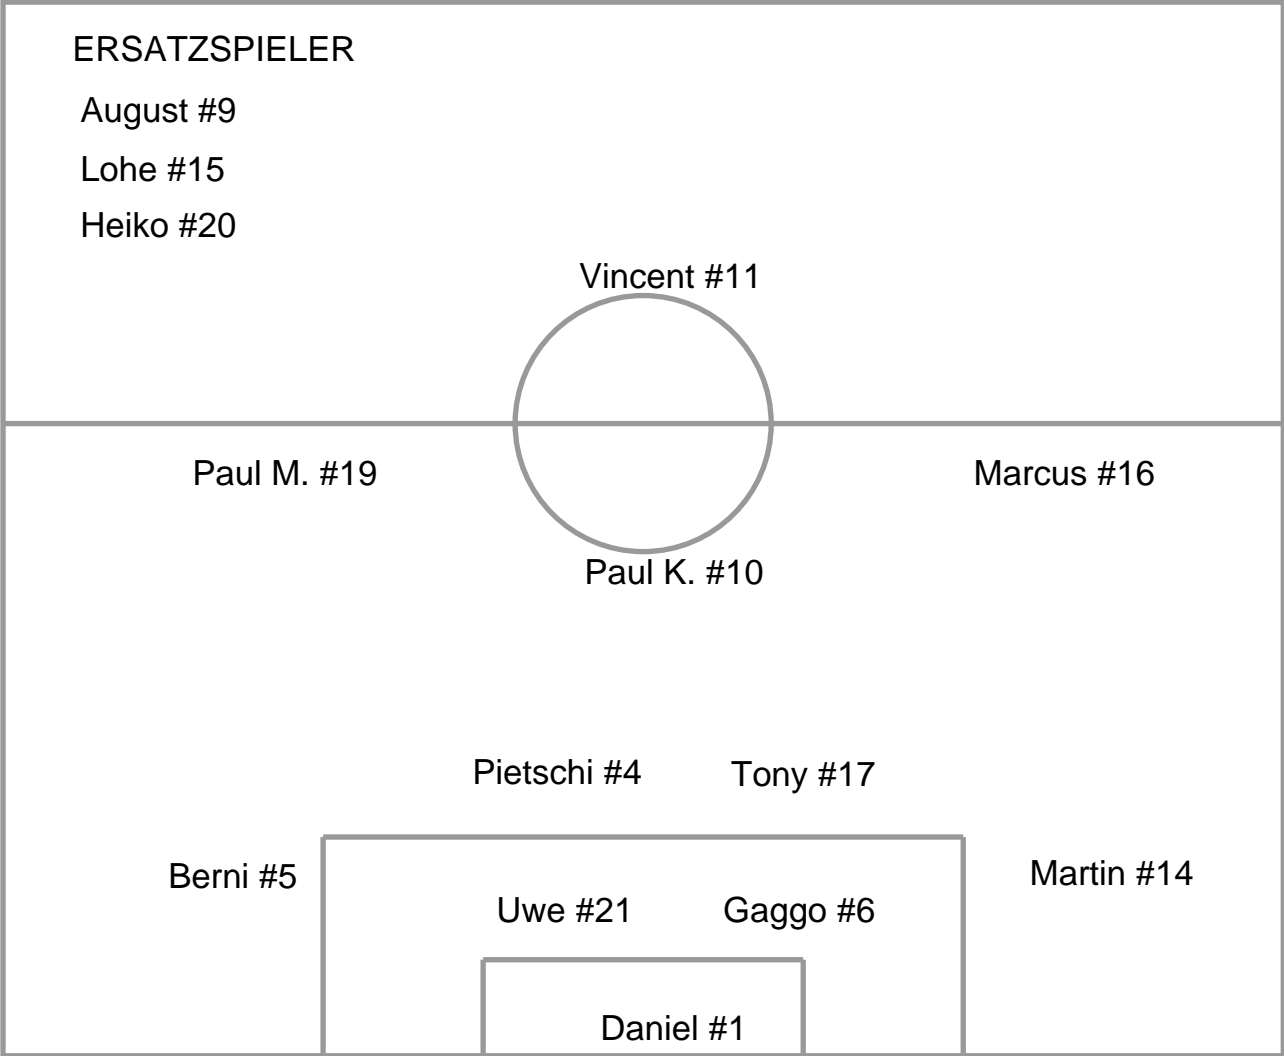 ERSATZSPIELER
August #9
Lohe #15
Heiko #20
Vincent #11
Paul M. #19
Marcus #16
Paul K. #10
Pietschi #4
Tony #17
Berni #5
Martin #14
Uwe #21
Gaggo #6
Daniel #1